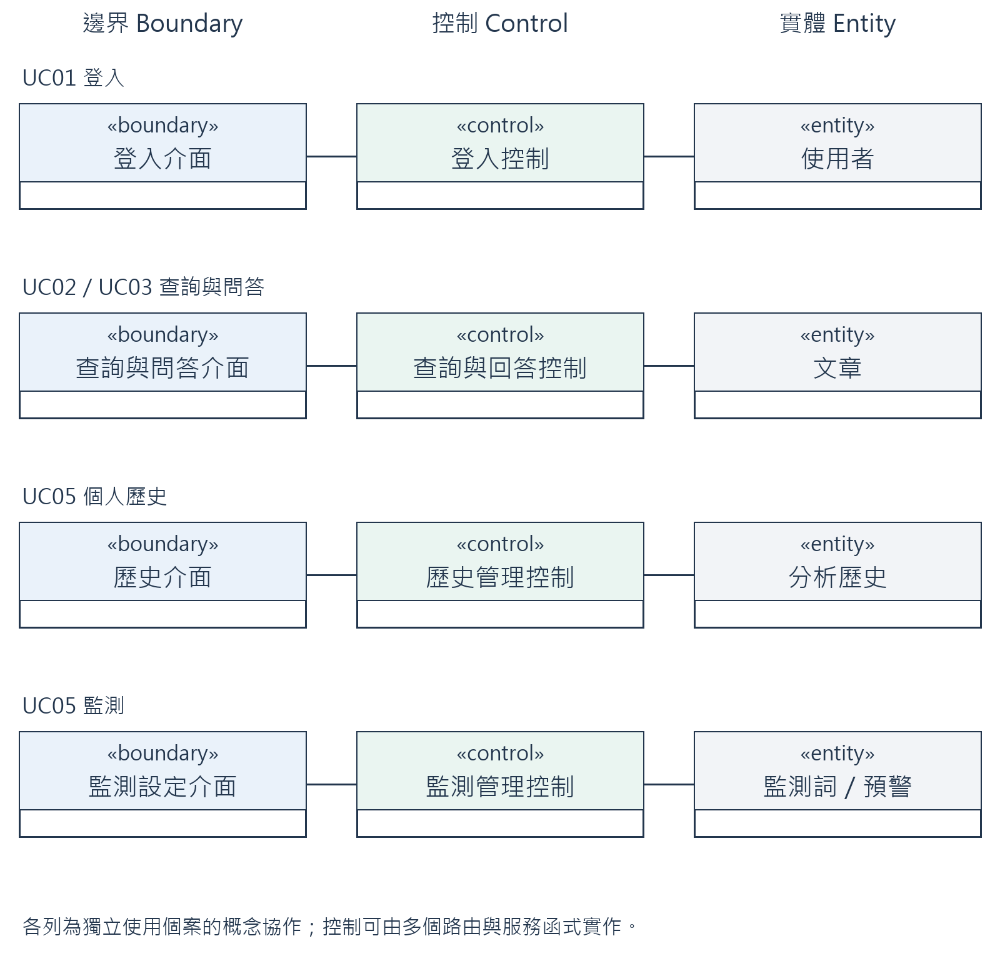 邊界 Boundary
控制 Control
實體 Entity
UC01 登入
«boundary»
登入介面
«control»
登入控制
«entity»
使用者
UC02 / UC03 查詢與問答
«boundary»
查詢與問答介面
«control»
查詢與回答控制
«entity»
文章
UC05 個人歷史
«boundary»
歷史介面
«control»
歷史管理控制
«entity»
分析歷史
UC05 監測
«boundary»
監測設定介面
«control»
監測管理控制
«entity»
監測詞 / 預警
各列為獨立使用個案的概念協作；控制可由多個路由與服務函式實作。